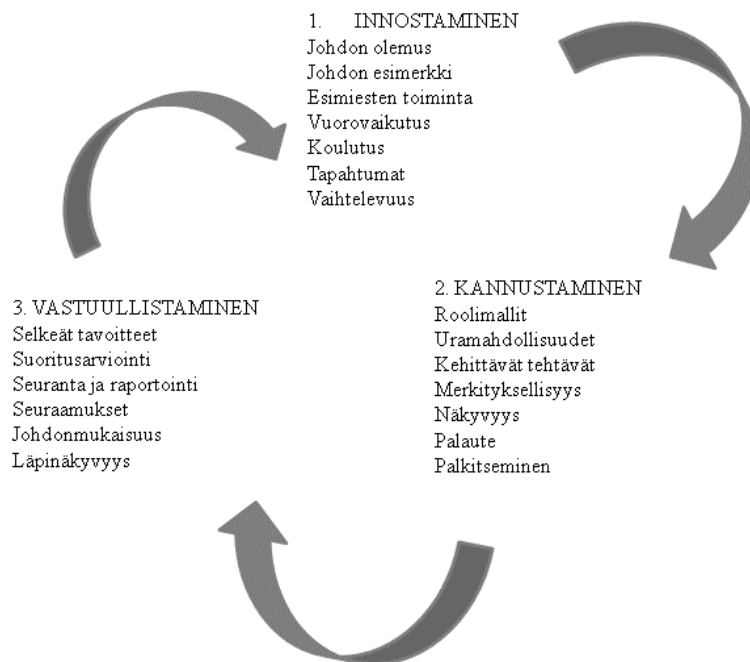 1. INNOSTAMINEN
Johdon olemus
Johdon esimerkki
Esimiesten toiminta
Vuorovaikutus
Koulutus
Tapahtumat
Vaihtelevuus
2. KANNUSTAMINEN
Roolimallit
Uramahdollisuudet
Kehittävät tehtävät
Merkityksellisyys
Näkyvyys
Palaute
Palkitseminen
3. VASTUULLISTAMINEN
Selkeät tavoitteet
Suoritusarviointi
Seuranta ja raportointi
Seuraamukset
Johdonmukaisuus
Läpinäkyvyys